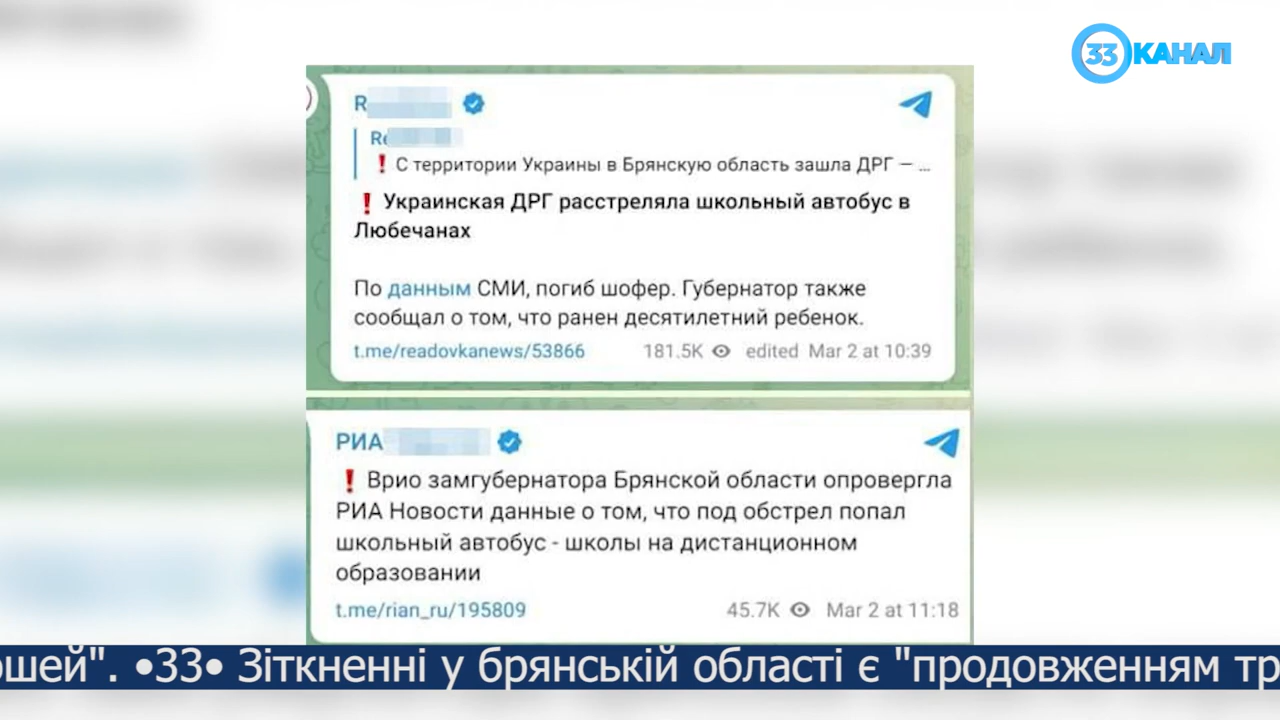 33 КАНАЛ
R
Re
❗ С территории Украины в Брянскую область зашла ДРГ — ...
❗ Украинская ДРГ расстреляла школьный автобус в
Любечанах
По данным СМИ, погиб шофер. Губернатор также
сообщал о том, что ранен десятилетний ребенок.
t.me/readovkanews/53866 181.5K edited Mar 2 at 10:39
РИА
❗ Врио замгубернатора Брянской области опровергла
РИА Новости данные о том, что под обстрел попал
школьный автобус - школы на дистанционном
образовании
t.me/rian_ru/195809 45.7K Mar 2 at 11:18
ошей". •33• Зіткненні у брянській області є "продовженням тр